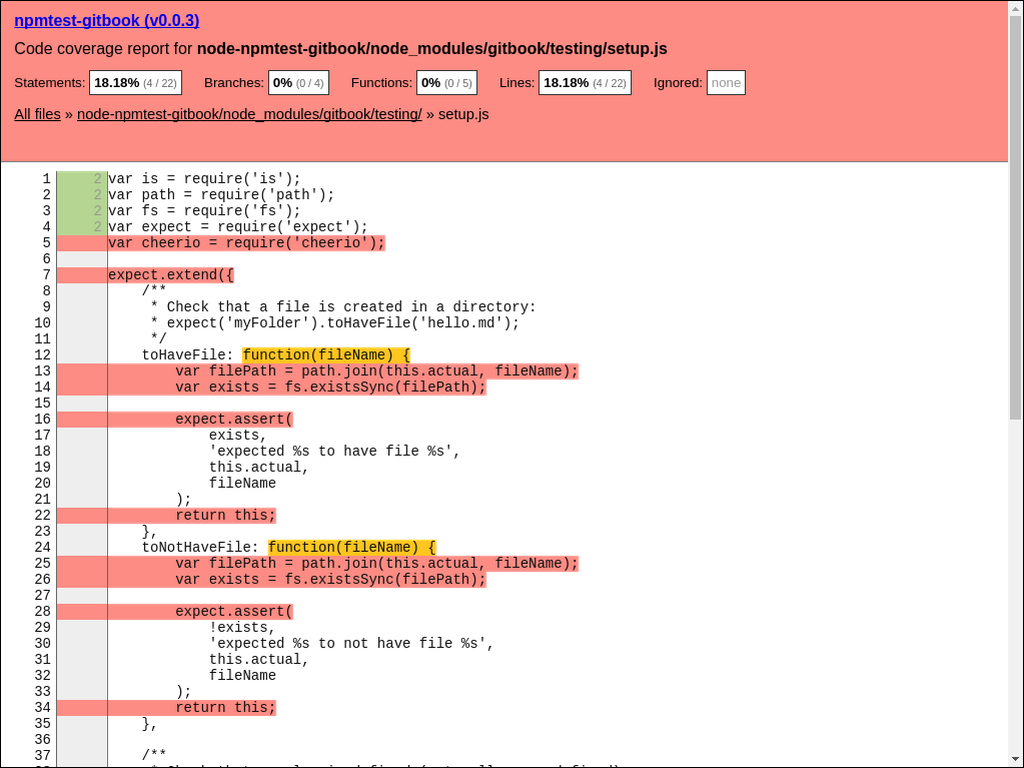 npmtest-gitbook (v0.0.3)
Code coverage report for node-npmtest-gitbook/node_modules/gitbook/testing/setup.js
Statements: 18.18% (4 / 22) Branches: 0% (0 / 4) Functions: 0% (0 / 5) Lines: 18.18% (4 / 22) Ignored: none
All files » node-npmtest-gitbook/node_modules/gitbook/testing/ » setup.js
1 2 var is = require('is');
2 2 var path = require('path');
3 2 var fs = require('fs');
4 2 var expect = require('expect');
5 var cheerio = require('cheerio');
6
7 expect.extend({
8     /**
9      * Check that a file is created in a directory:
10      * expect('myFolder').toHaveFile('hello.md');
11      */
12     toHaveFile: function(fileName) {
13         var filePath = path.join(this.actual, fileName);
14         var exists = fs.existsSync(filePath);
15
16         expect.assert(
17             exists,
18             'expected %s to have file %s',
19             this.actual,
20             fileName
21         );
22         return this;
23     },
24     toNotHaveFile: function(fileName) {
25         var filePath = path.join(this.actual, fileName);
26         var exists = fs.existsSync(filePath);
27
28         expect.assert(
29             !exists,
30             'expected %s to not have file %s',
31             this.actual,
32             fileName
33         );
34         return this;
35     },
36
37     /**